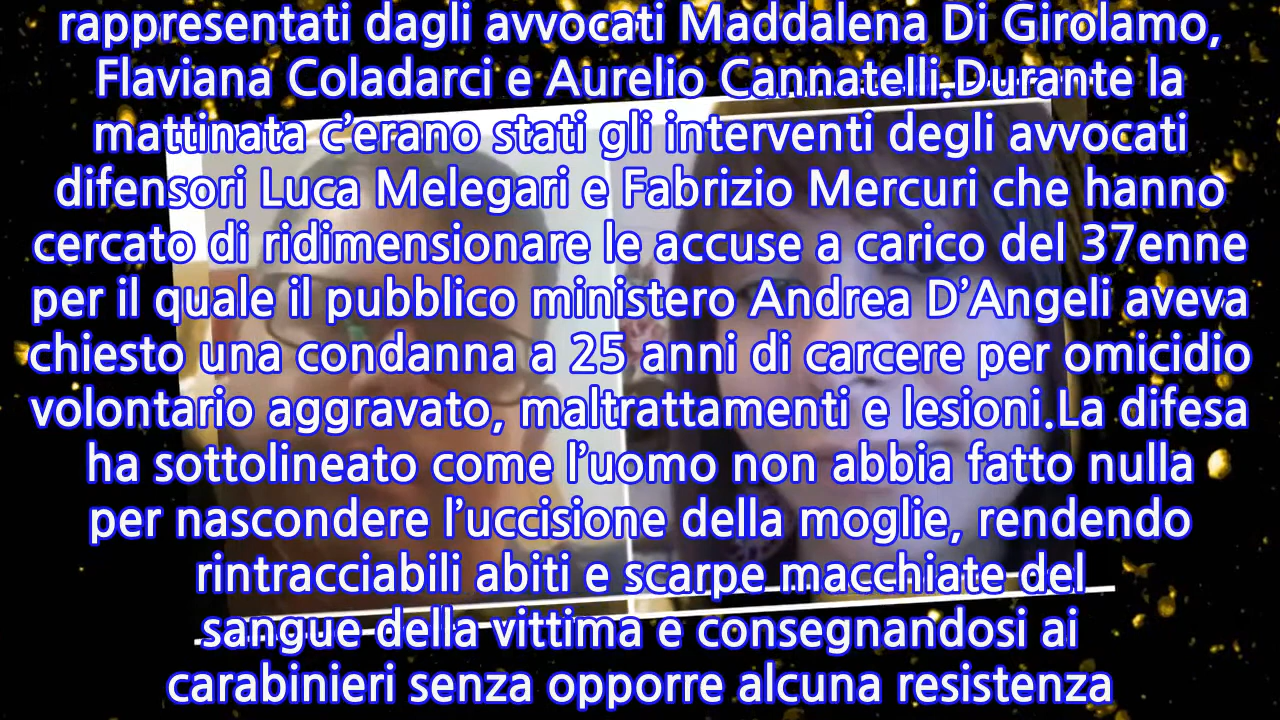 rappresentati dagli avvocati Maddalena Di Girolamo,
Flaviana Coladarci e Aurelio Cannatelli.Durante la
mattinata c’erano stati gli interventi degli avvocati
difensori Luca Melegari e Fabrizio Mercuri che hanno
cercato di ridimensionare le accuse a carico del 37enne
per il quale il pubblico ministero Andrea D’Angeli aveva
chiesto una condanna a 25 anni di carcere per omicidio
volontario aggravato, maltrattamenti e lesioni.La difesa
ha sottolineato come l’uomo non abbia fatto nulla
per nascondere l’uccisione della moglie, rendendo
rintracciabili abiti e scarpe macchiate del
sangue della vittima e consegnandosi ai
carabinieri senza opporre alcuna resistenza